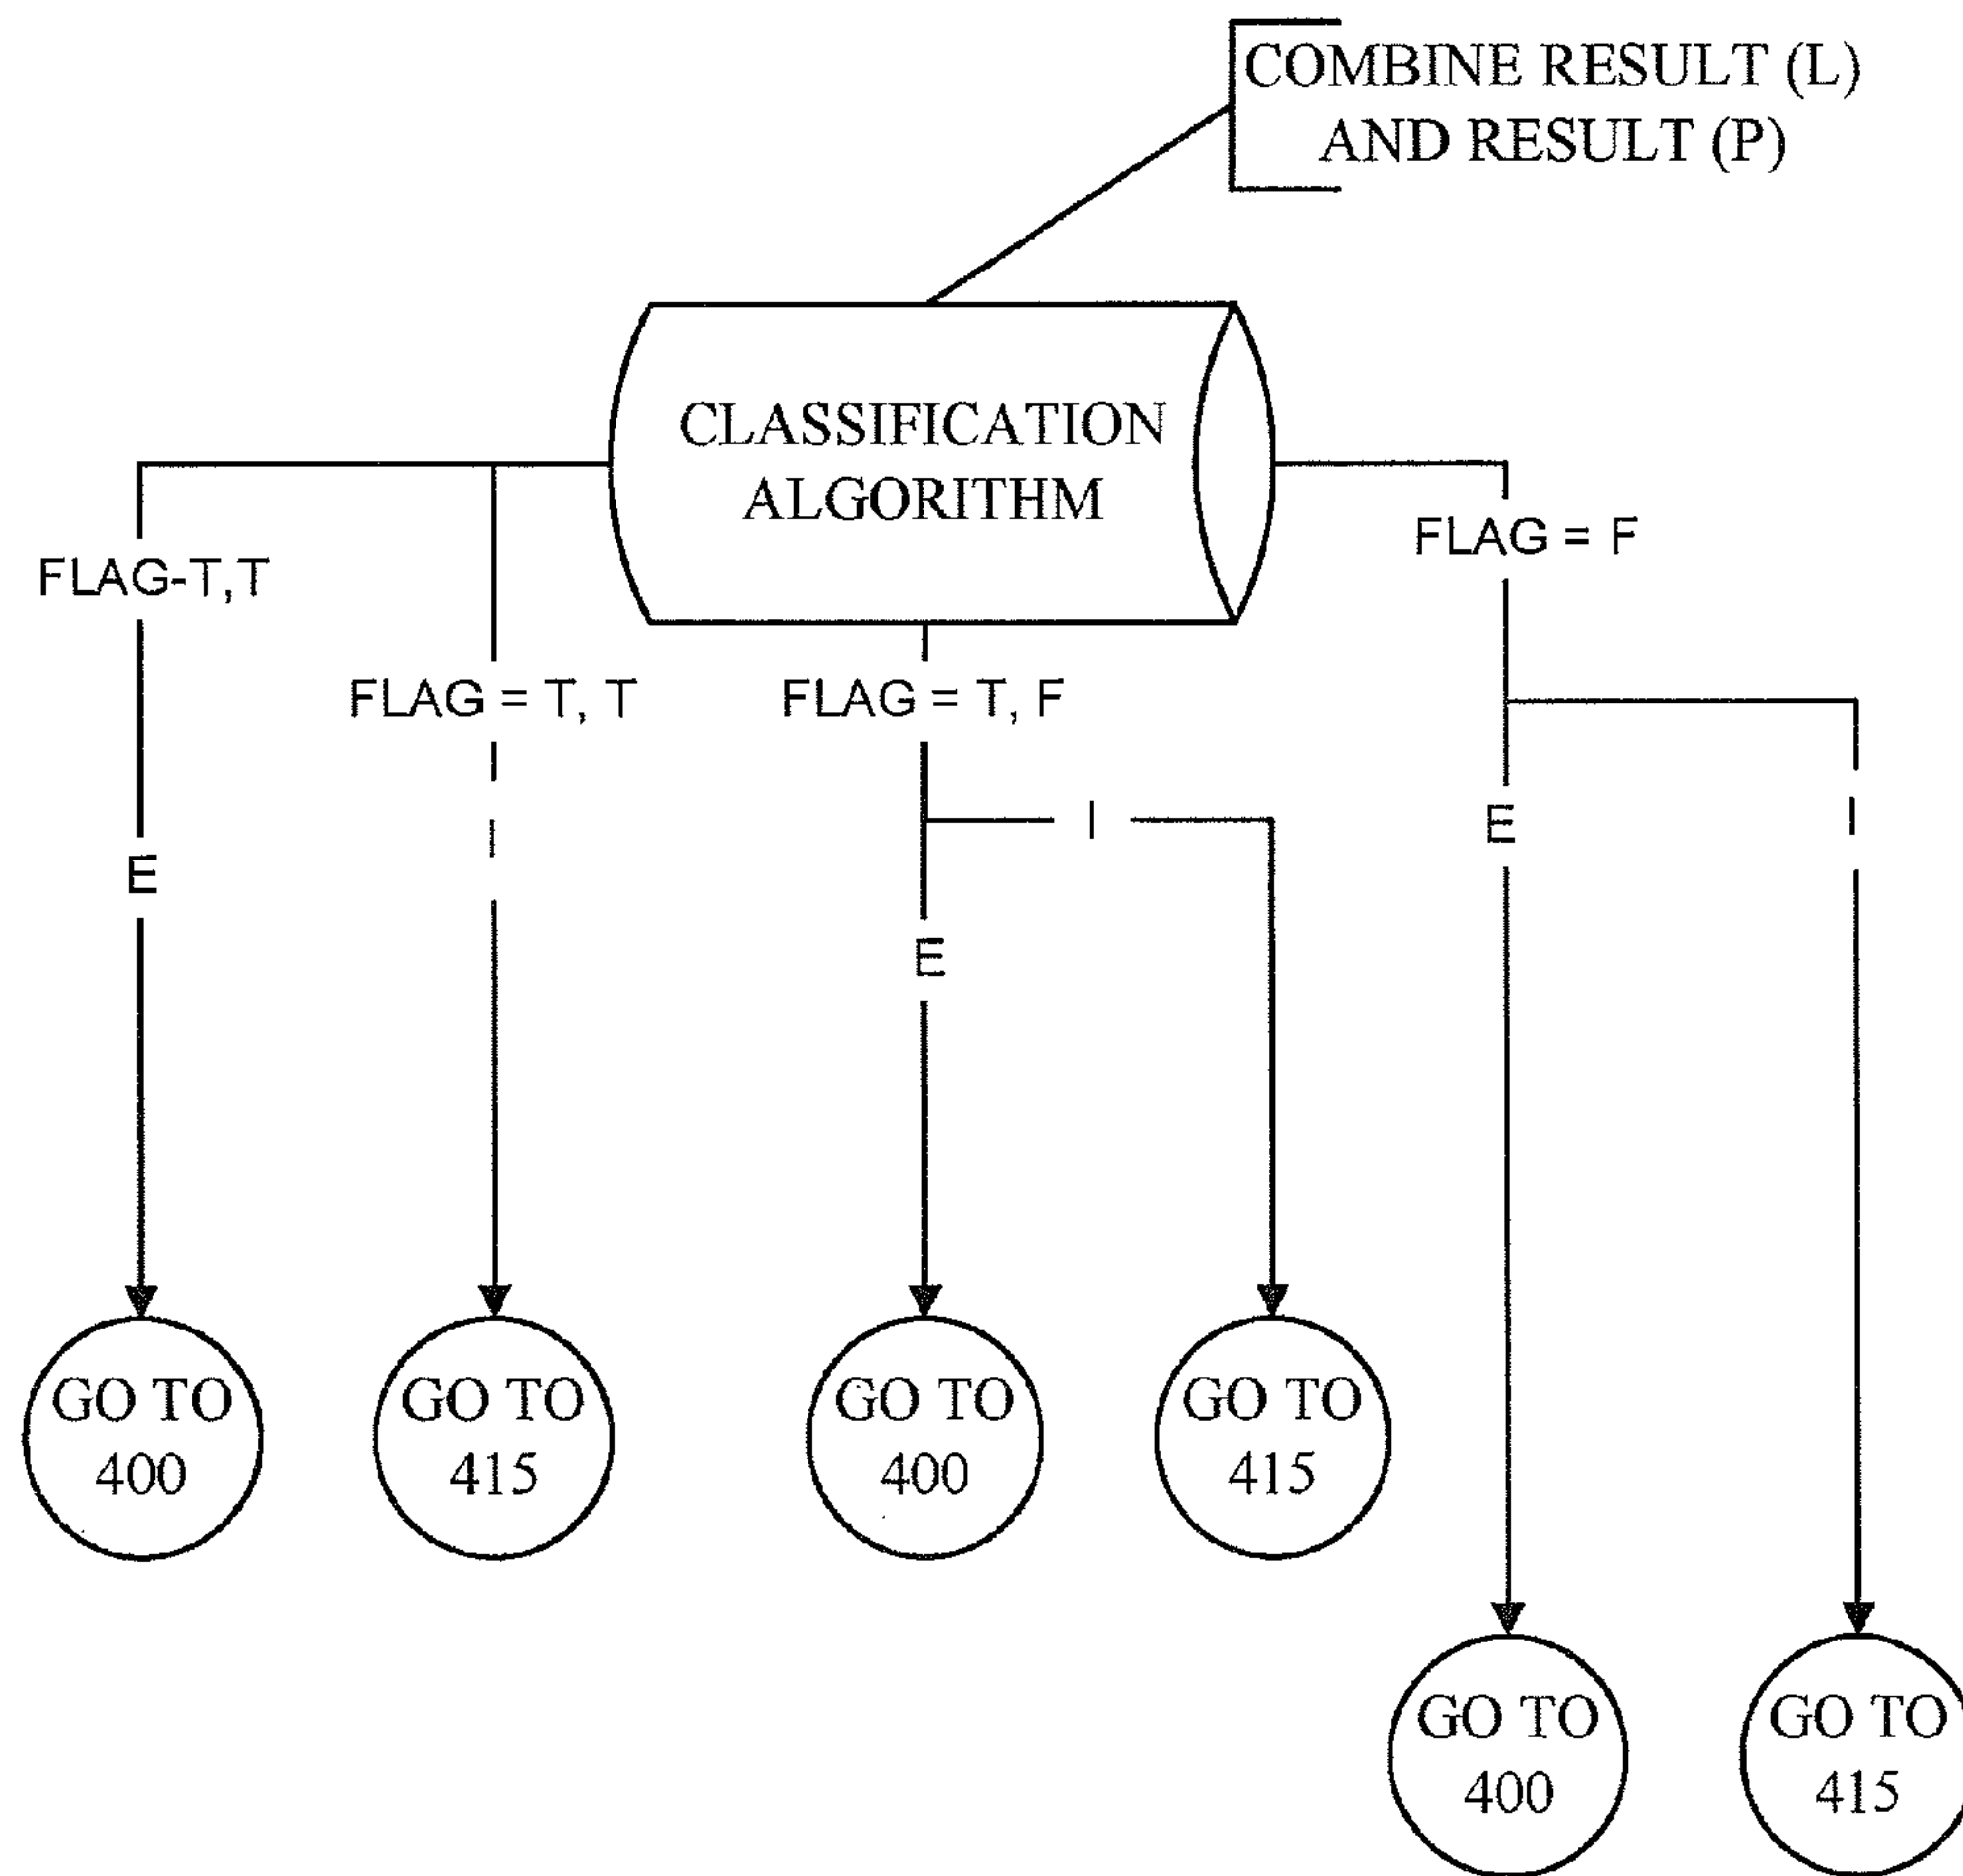 COMBINE RESULT (L)
AND RESULT (P)
CLASSIFICATION
ALGORITHM
FLAG-T,T
FLAG = T, T
FLAG = T, F
FLAG = F
E
I
E
I
E
I
GO TO
400
GO TO
415
GO TO
400
GO TO
415
GO TO
400
GO TO
415